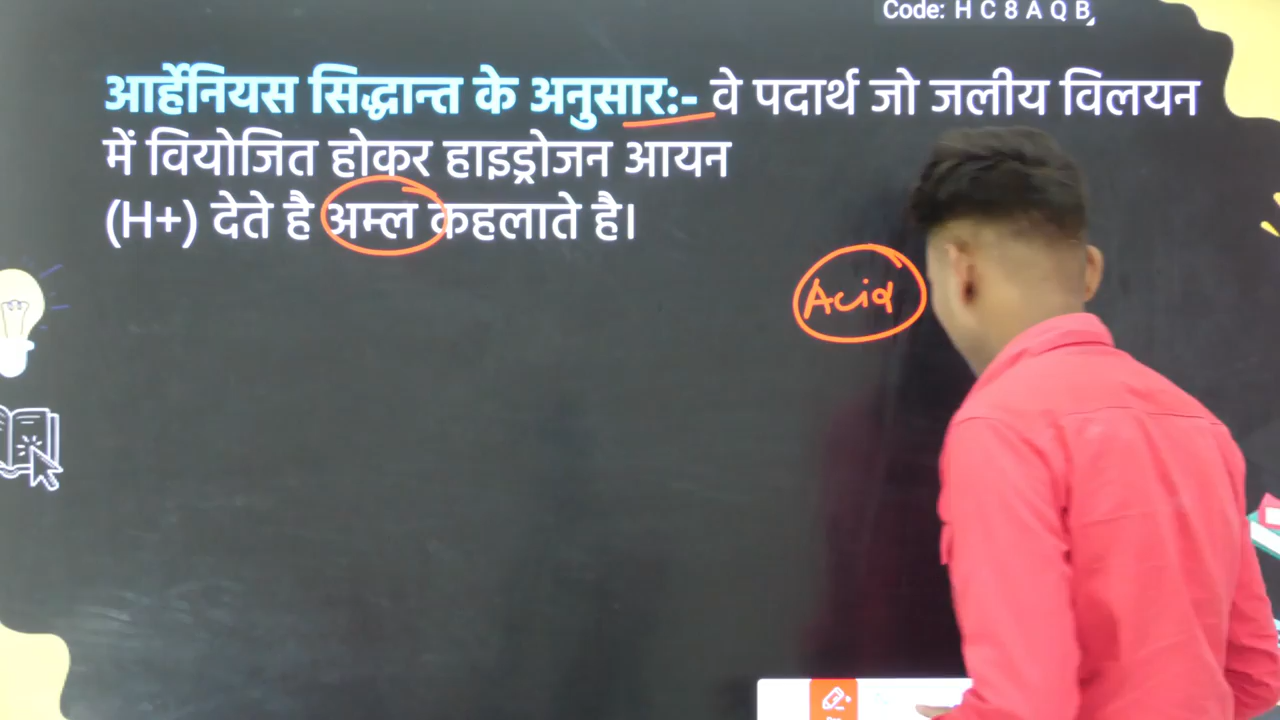 Code: H C 8 A Q B
आर्हेनियस सिद्धान्त के अनुसार:- वे पदार्थ जो जलीय विलयन
में वियोजित होकर हाइड्रोजन आयन
(H+) देते है अम्ल कहलाते है।
Acid